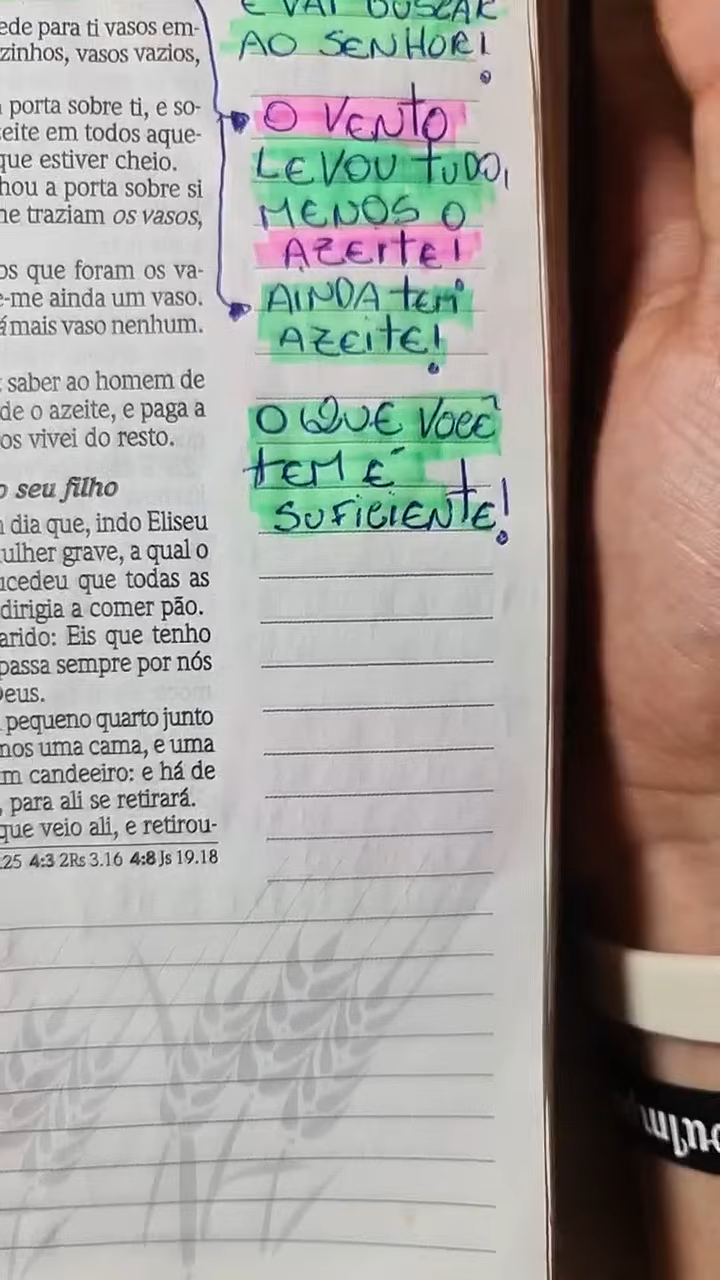 ede para ti vasos em-
zinhos, vasos vazios,
porta sobre ti, e so-
eite em todos aque-
que estiver cheio.
hou a porta sobre si
he traziam os vasos,
os que foram os va-
e-me ainda um vaso.
á mais vaso nenhum.
saber ao homem de
de o azeite, e paga a
os vivei do resto.
o seu filho
dia que, indo Eliseu
ulher grave, a qual o
ucedeu que todas as
dirigia a comer pão.
arido: Eis que tenho
passa sempre por nós
Deus.
pequeno quarto junto
nos uma cama, e uma
m candeeiro: e há de
, para ali se retirará.
que veio ali, e retirou-
.25 4:3 2Rs 3.16 4:8 Js 19.18
E VAI BUSCAR
AO SENHOR!
O VENTO
LEVOU TUDO,
MENOS O
AZEITE!
AINDA TEM
AZEITE!
O QUE VOCÊ
TEM É
SUFICIENTE!